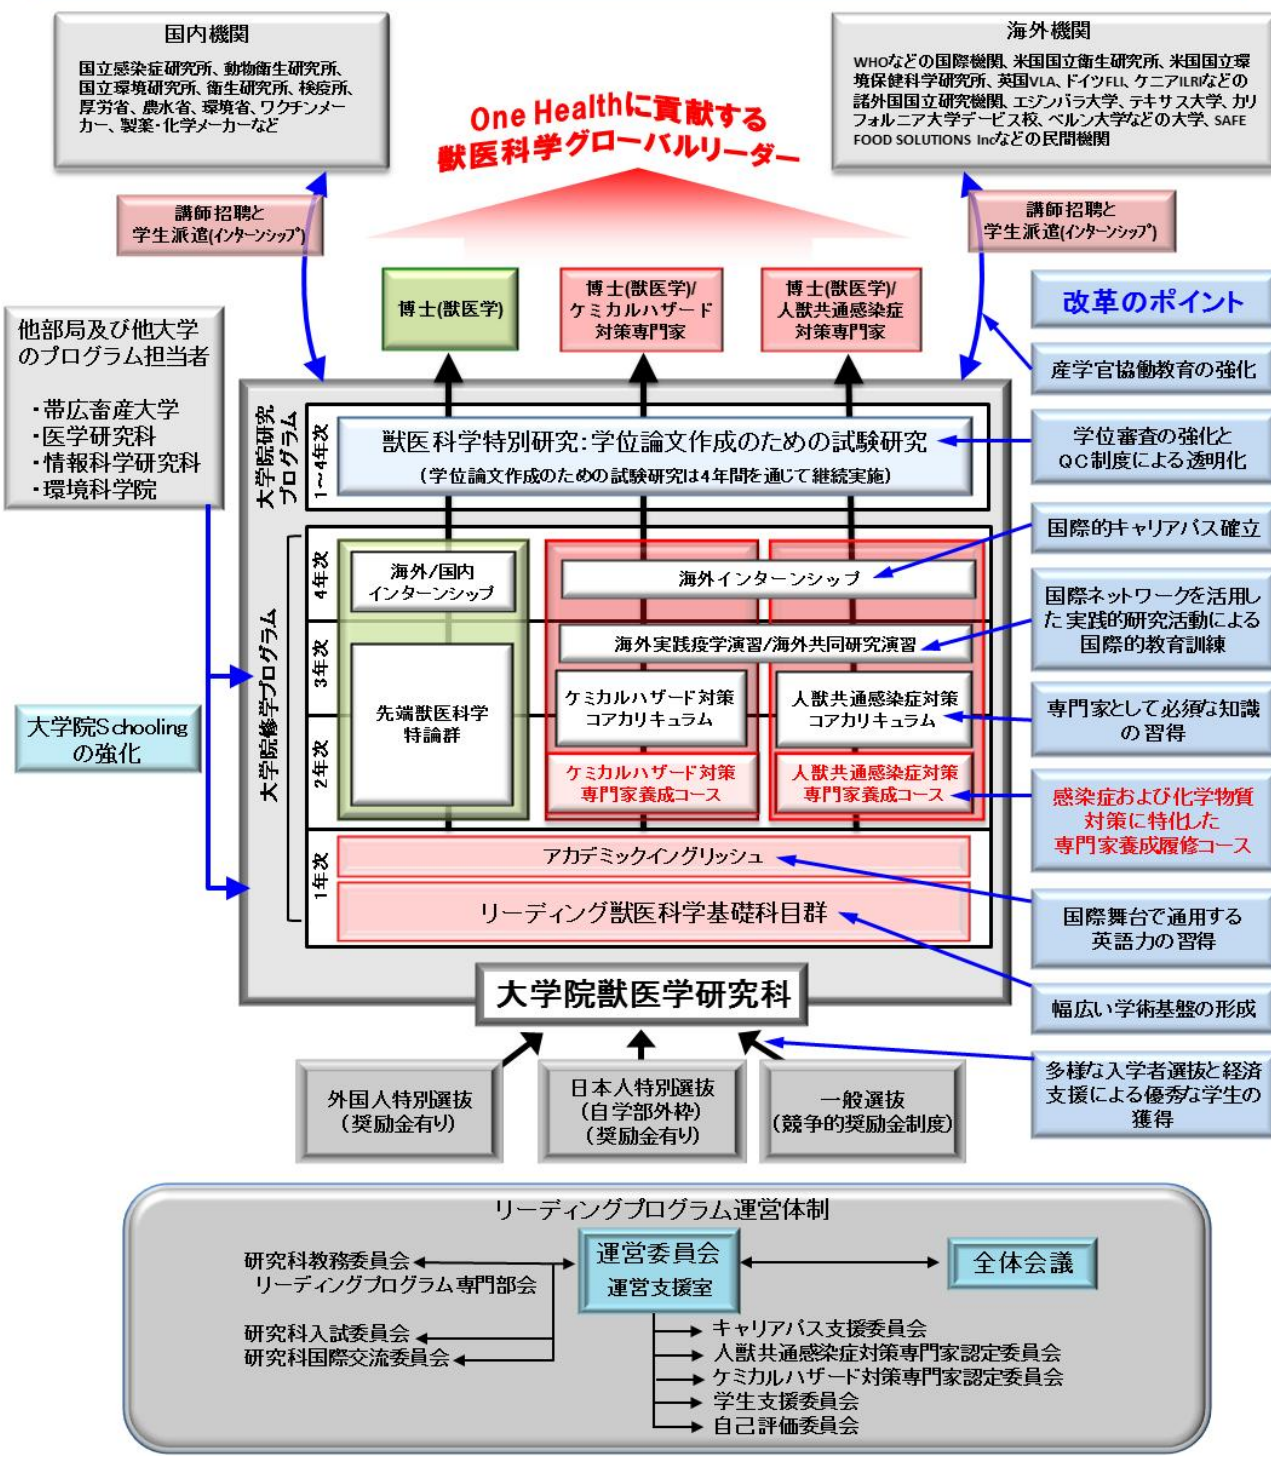 国内機関
国立感染症研究所、動物衛生研究所、
国立環境研究所、衛生研究所、検疫所、
厚労省、農水省、環境省、ワクチンメー
カー、製薬・化学メーカーなど
海外機関
WHOなどの国際機関、米国国立衛生研究所、米国国立環
境保健科学研究所、英国VLA、ドイツFLI、ケニアILRIなどの
諸外国国立研究機関、エジンバラ大学、テキサス大学、カリ
フォルニア大学デービス校、ベルン大学などの大学、SAFE
FOOD SOLUTIONS Incなどの民間機関
One Healthに貢献する
獣医科学グローバルリーダー
講師招聘と
学生派遣(インターンシップ)
講師招聘と
学生派遣(インターンシップ)
博士(獣医学)
博士(獣医学)/
ケミカルハザード
対策専門家
博士(獣医学)/
人獣共通感染症
対策専門家
改革のポイント
他部局及び他大学
のプログラム担当者
・帯広畜産大学
・医学研究科
・情報科学研究科
・環境科学院
大学院Schooling
の強化
大学院研究
プログラム
1～4年次
獣医科学特別研究：学位論文作成のための試験研究
(学位論文作成のための試験研究は4年間を通じて継続実施)
大学院修学プログラム
4年次
3年次
2年次
1年次
海外/国内
インターンシップ
海外インターンシップ
海外実践疫学演習/海外共同研究演習
先端獣医科学
特論群
ケミカルハザード対策
コアカリキュラム
人獣共通感染症対策
コアカリキュラム
ケミカルハザード対策
専門家養成コース
人獣共通感染症対策
専門家養成コース
アカデミックイングリッシュ
リーディング獣医科学基礎科目群
大学院獣医学研究科
産学官協働教育の強化
学位審査の強化と
QC制度による透明化
国際的キャリアパス確立
国際ネットワークを活用し
た実践的研究活動による
国際的教育訓練
専門家として必須な知識
の習得
感染症および化学物質
対策に特化した
専門家養成履修コース
国際舞台で通用する
英語力の習得
幅広い学術基盤の形成
多様な入学者選抜と経済
支援による優秀な学生の
獲得
外国人特別選抜
(奨励金有り)
日本人特別選抜
(自学部外枠)
(奨励金有り)
一般選抜
(競争的奨励金制度)
リーディングプログラム運営体制
研究科教務委員会
リーディングプログラム専門部会
研究科入試委員会
研究科国際交流委員会
運営委員会
運営支援室
全体会議
キャリアパス支援委員会
人獣共通感染症対策専門家認定委員会
ケミカルハザード対策専門家認定委員会
学生支援委員会
自己評価委員会